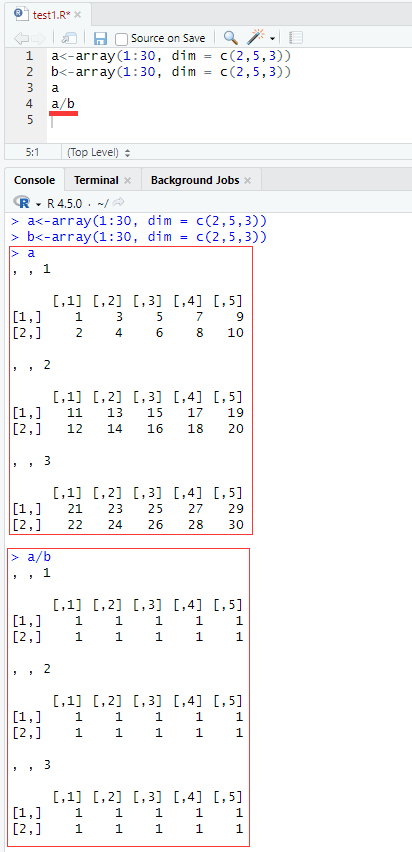 test1.R*
Source on Save
1 a<-array(1:30, dim = c(2,5,3))
2 b<-array(1:30, dim = c(2,5,3))
3 a
4 a/b
5
5:1 (Top Level)
Console Terminal Background Jobs
R 4.5.0 · ~/
> a<-array(1:30, dim = c(2,5,3))
> b<-array(1:30, dim = c(2,5,3))
> a
, , 1
     [,1] [,2] [,3] [,4] [,5]
[1,]    1    3    5    7    9
[2,]    2    4    6    8   10
, , 2
     [,1] [,2] [,3] [,4] [,5]
[1,]   11   13   15   17   19
[2,]   12   14   16   18   20
, , 3
     [,1] [,2] [,3] [,4] [,5]
[1,]   21   23   25   27   29
[2,]   22   24   26   28   30
> a/b
, , 1
     [,1] [,2] [,3] [,4] [,5]
[1,]    1    1    1    1    1
[2,]    1    1    1    1    1
, , 2
     [,1] [,2] [,3] [,4] [,5]
[1,]    1    1    1    1    1
[2,]    1    1    1    1    1
, , 3
     [,1] [,2] [,3] [,4] [,5]
[1,]    1    1    1    1    1
[2,]    1    1    1    1    1